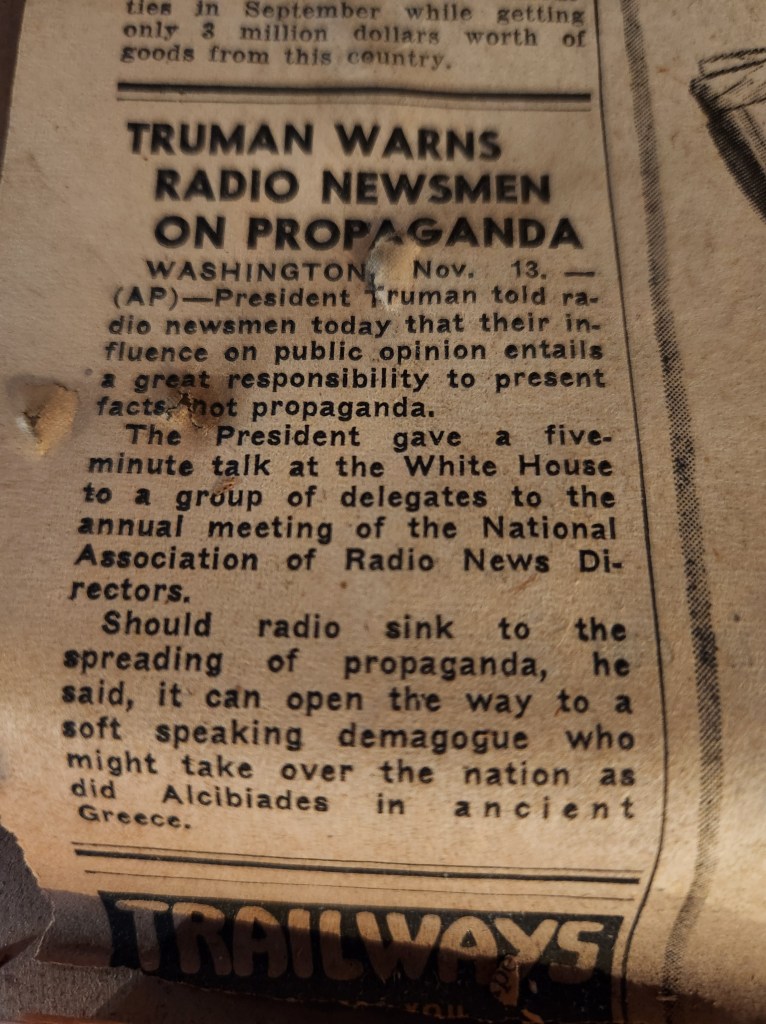 ties in September while getting
only 3 million dollars worth of
goods from this country.
TRUMAN WARNS
RADIO NEWSMEN
ON PROPAGANDA
WASHINGTON, Nov. 13. —
(AP)—President Truman told ra-
dio newsmen today that their in-
fluence on public opinion entails
a great responsibility to present
facts, not propaganda.
The President gave a five-
minute talk at the White House
to a group of delegates to the
annual meeting of the National
Association of Radio News Di-
rectors.
Should radio sink to the
spreading of propaganda, he
said, it can open the way to a
soft speaking demagogue who
might take over the nation as
did Alcibiades in ancient
Greece.
TRAILWAYS